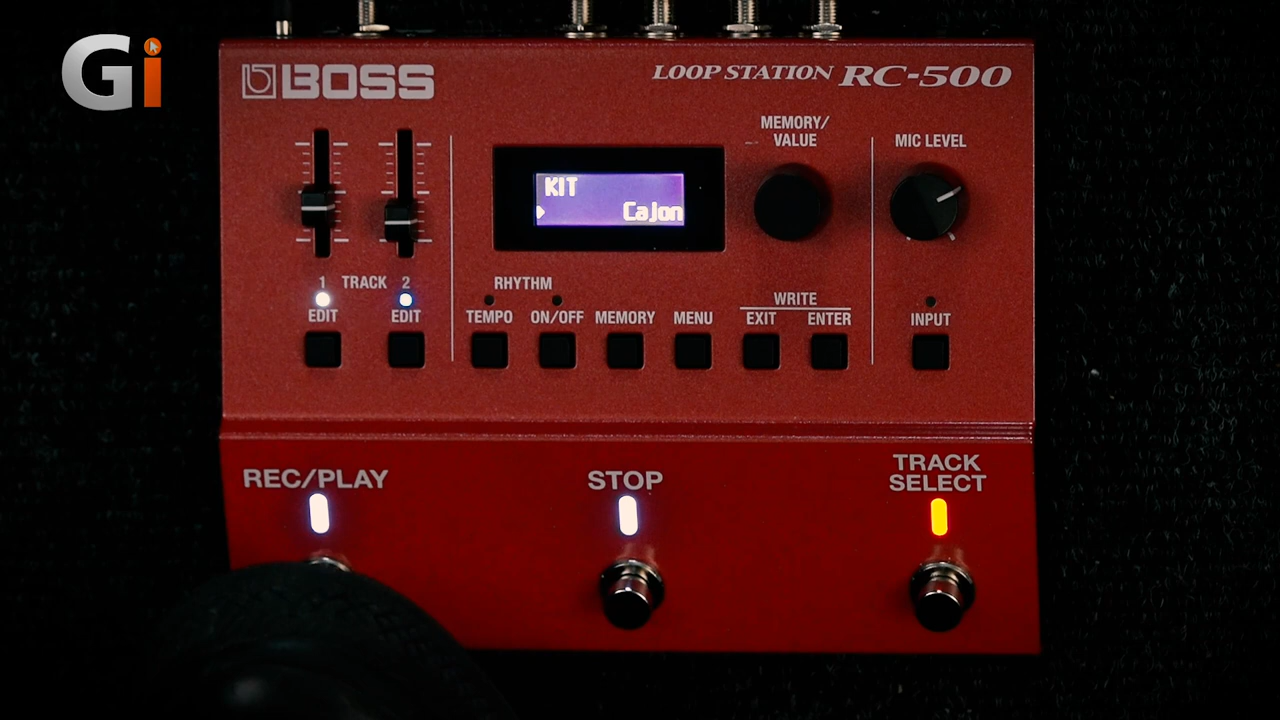 Gi
BOSS
LOOP STATION RC-500
MEMORY/
VALUE
MIC LEVEL
KIT
Cajon
1 TRACK 2
RHYTHM
WRITE
EDIT
EDIT
TEMPO
ON/OFF
MEMORY
MENU
EXIT
ENTER
INPUT
REC/PLAY
STOP
TRACK
SELECT